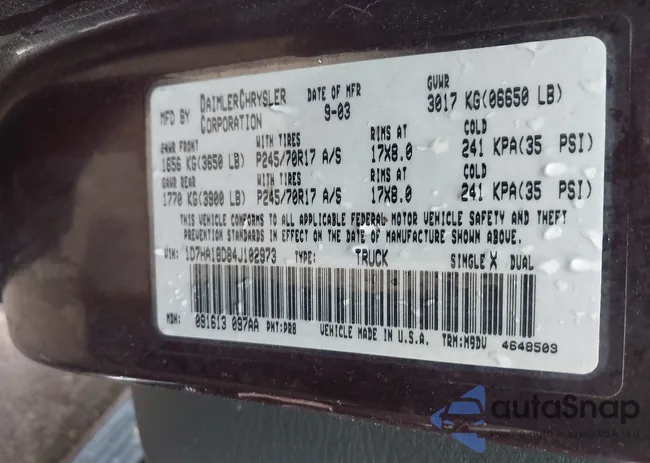 MFD BY DAIMLERCHRYSLER CORPORATION DATE OF MFR 9-03 GVWR 3017 KG(06650 LB)
GAWR FRONT WITH TIRES RIMS AT COLD
1656 KG(3650 LB) P245/70R17 A/S 17X8.0 241 KPA(35 PSI)
GAWR REAR WITH TIRES RIMS AT COLD
1770 KG(3900 LB) P245/70R17 A/S 17X8.0 241 KPA(35 PSI)
THIS VEHICLE CONFORMS TO ALL APPLICABLE FEDERAL MOTOR VEHICLE SAFETY AND THEFT
PREVENTION STANDARDS IN EFFECT ON THE DATE OF MANUFACTURE SHOWN ABOVE.
VIN: 1D7HA18D84J102973 TYPE: TRUCK SINGLE X DUAL
MDH: 091613 097AA PNT:PR8 VEHICLE MADE IN U.S.A. TRM:M9DV 4648509
autoSnap